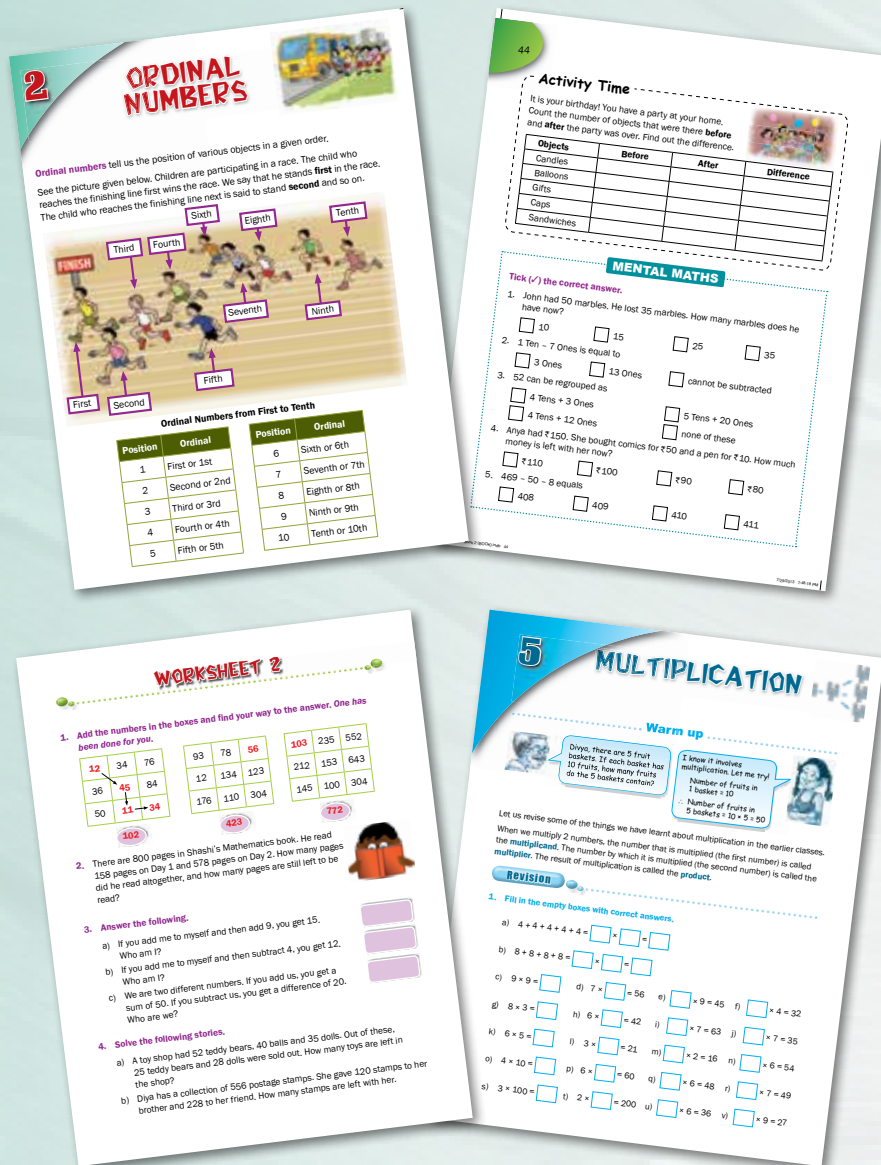 2
ORDINAL
NUMBERS
Ordinal numbers tell us the position of various objects in a given order.
See the picture given below. Children are participating in a race. The child who
reaches the finishing line first wins the race. We say that he stands first in the race.
The child who reaches the finishing line next is said to stand second and so on.
Sixth
Eighth
Tenth
Third
Fourth
FINISH
Seventh
Ninth
Fifth
First
Second
Ordinal Numbers from First to Tenth
Position Ordinal
1 First or 1st
2 Second or 2nd
3 Third or 3rd
4 Fourth or 4th
5 Fifth or 5th
Position Ordinal
6 Sixth or 6th
7 Seventh or 7th
8 Eighth or 8th
9 Ninth or 9th
10 Tenth or 10th
44
Activity Time
It is your birthday! You have a party at your home.
Count the number of objects that were there before
and after the party was over. Find out the difference.
Objects Before After Difference
Candles
Balloons
Gifts
Caps
Sandwiches
MENTAL MATHS
Tick (✓) the correct answer.
1. John had 50 marbles. He lost 35 marbles. How many marbles does he
have now?
10 15 25 35
2. 1 Ten – 7 Ones is equal to
3 Ones 13 Ones cannot be subtracted
3. 52 can be regrouped as
4 Tens + 3 Ones 5 Tens + 20 Ones
4 Tens + 12 Ones none of these
4. Anya had ₹150. She bought comics for ₹50 and a pen for ₹10. How much
money is left with her now?
₹110 ₹100 ₹90 ₹80
5. 469 – 50 – 8 equals
408 409 410 411
WORKSHEET 2
1. Add the numbers in the boxes and find your way to the answer. One has
been done for you.
12 34 76
36 45 84
50 11 34
102
93 78 56
12 134 123
176 110 304
423
103 235 552
212 153 643
145 100 304
772
2. There are 800 pages in Shashi's Mathematics book. He read
158 pages on Day 1 and 578 pages on Day 2. How many pages
did he read altogether, and how many pages are still left to be
read?
3. Answer the following.
a) If you add me to myself and then add 9, you get 15.
Who am I?
b) If you add me to myself and then subtract 4, you get 12.
Who am I?
c) We are two different numbers. If you add us, you get a
sum of 50. If you subtract us, you get a difference of 20.
Who are we?
4. Solve the following stories.
a) A toy shop had 52 teddy bears, 40 balls and 35 dolls. Out of these,
25 teddy bears and 28 dolls were sold out. How many toys are left in
the shop?
b) Diya has a collection of 556 postage stamps. She gave 120 stamps to her
brother and 228 to her friend. How many stamps are left with her.
5
MULTIPLICATION
Warm up
Divya, there are 5 fruit
baskets. If each basket has
10 fruits, how many fruits
do the 5 baskets contain?
I know it involves
multiplication. Let me try!
Number of fruits in
1 basket = 10
∴ Number of fruits in
5 baskets = 10 × 5 = 50
Let us revise some of the things we have learnt about multiplication in the earlier classes.
When we multiply 2 numbers, the number that is multiplied (the first number) is called
the multiplicand. The number by which it is multiplied (the second number) is called the
multiplier. The result of multiplication is called the product.
Revision
1. Fill in the empty boxes with correct answers.
a) 4 + 4 + 4 + 4 + 4 = × =
b) 8 + 8 + 8 + 8 = × =
c) 9 × 9 = d) 7 × = 56 e) × 9 = 45 f) × 4 = 32
g) 8 × 3 = h) 6 × = 42 i) × 7 = 63 j) × 7 = 35
k) 6 × 5 = l) 3 × = 21 m) × 2 = 16 n) × 6 = 54
o) 4 × 10 = p) 6 × = 60 q) × 6 = 48 r) × 7 = 49
s) 3 × 100 = t) 2 × = 200 u) × 6 = 36 v) × 9 = 27